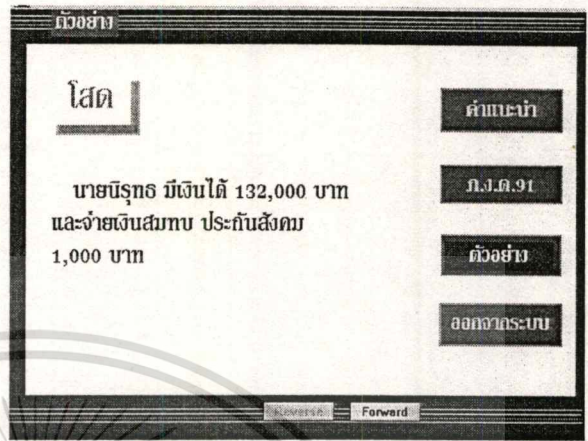 ตัวอย่าง
โสด
คำแนะนำ
นายนิรุทธ มีเงินได้ 132,000 บาท
และจ่ายเงินสมทบ ประกันสังคม
1,000 บาท
ภ.ง.ด.91
ตัวอย่าง
ออกจากระบบ
Reverse
Forward